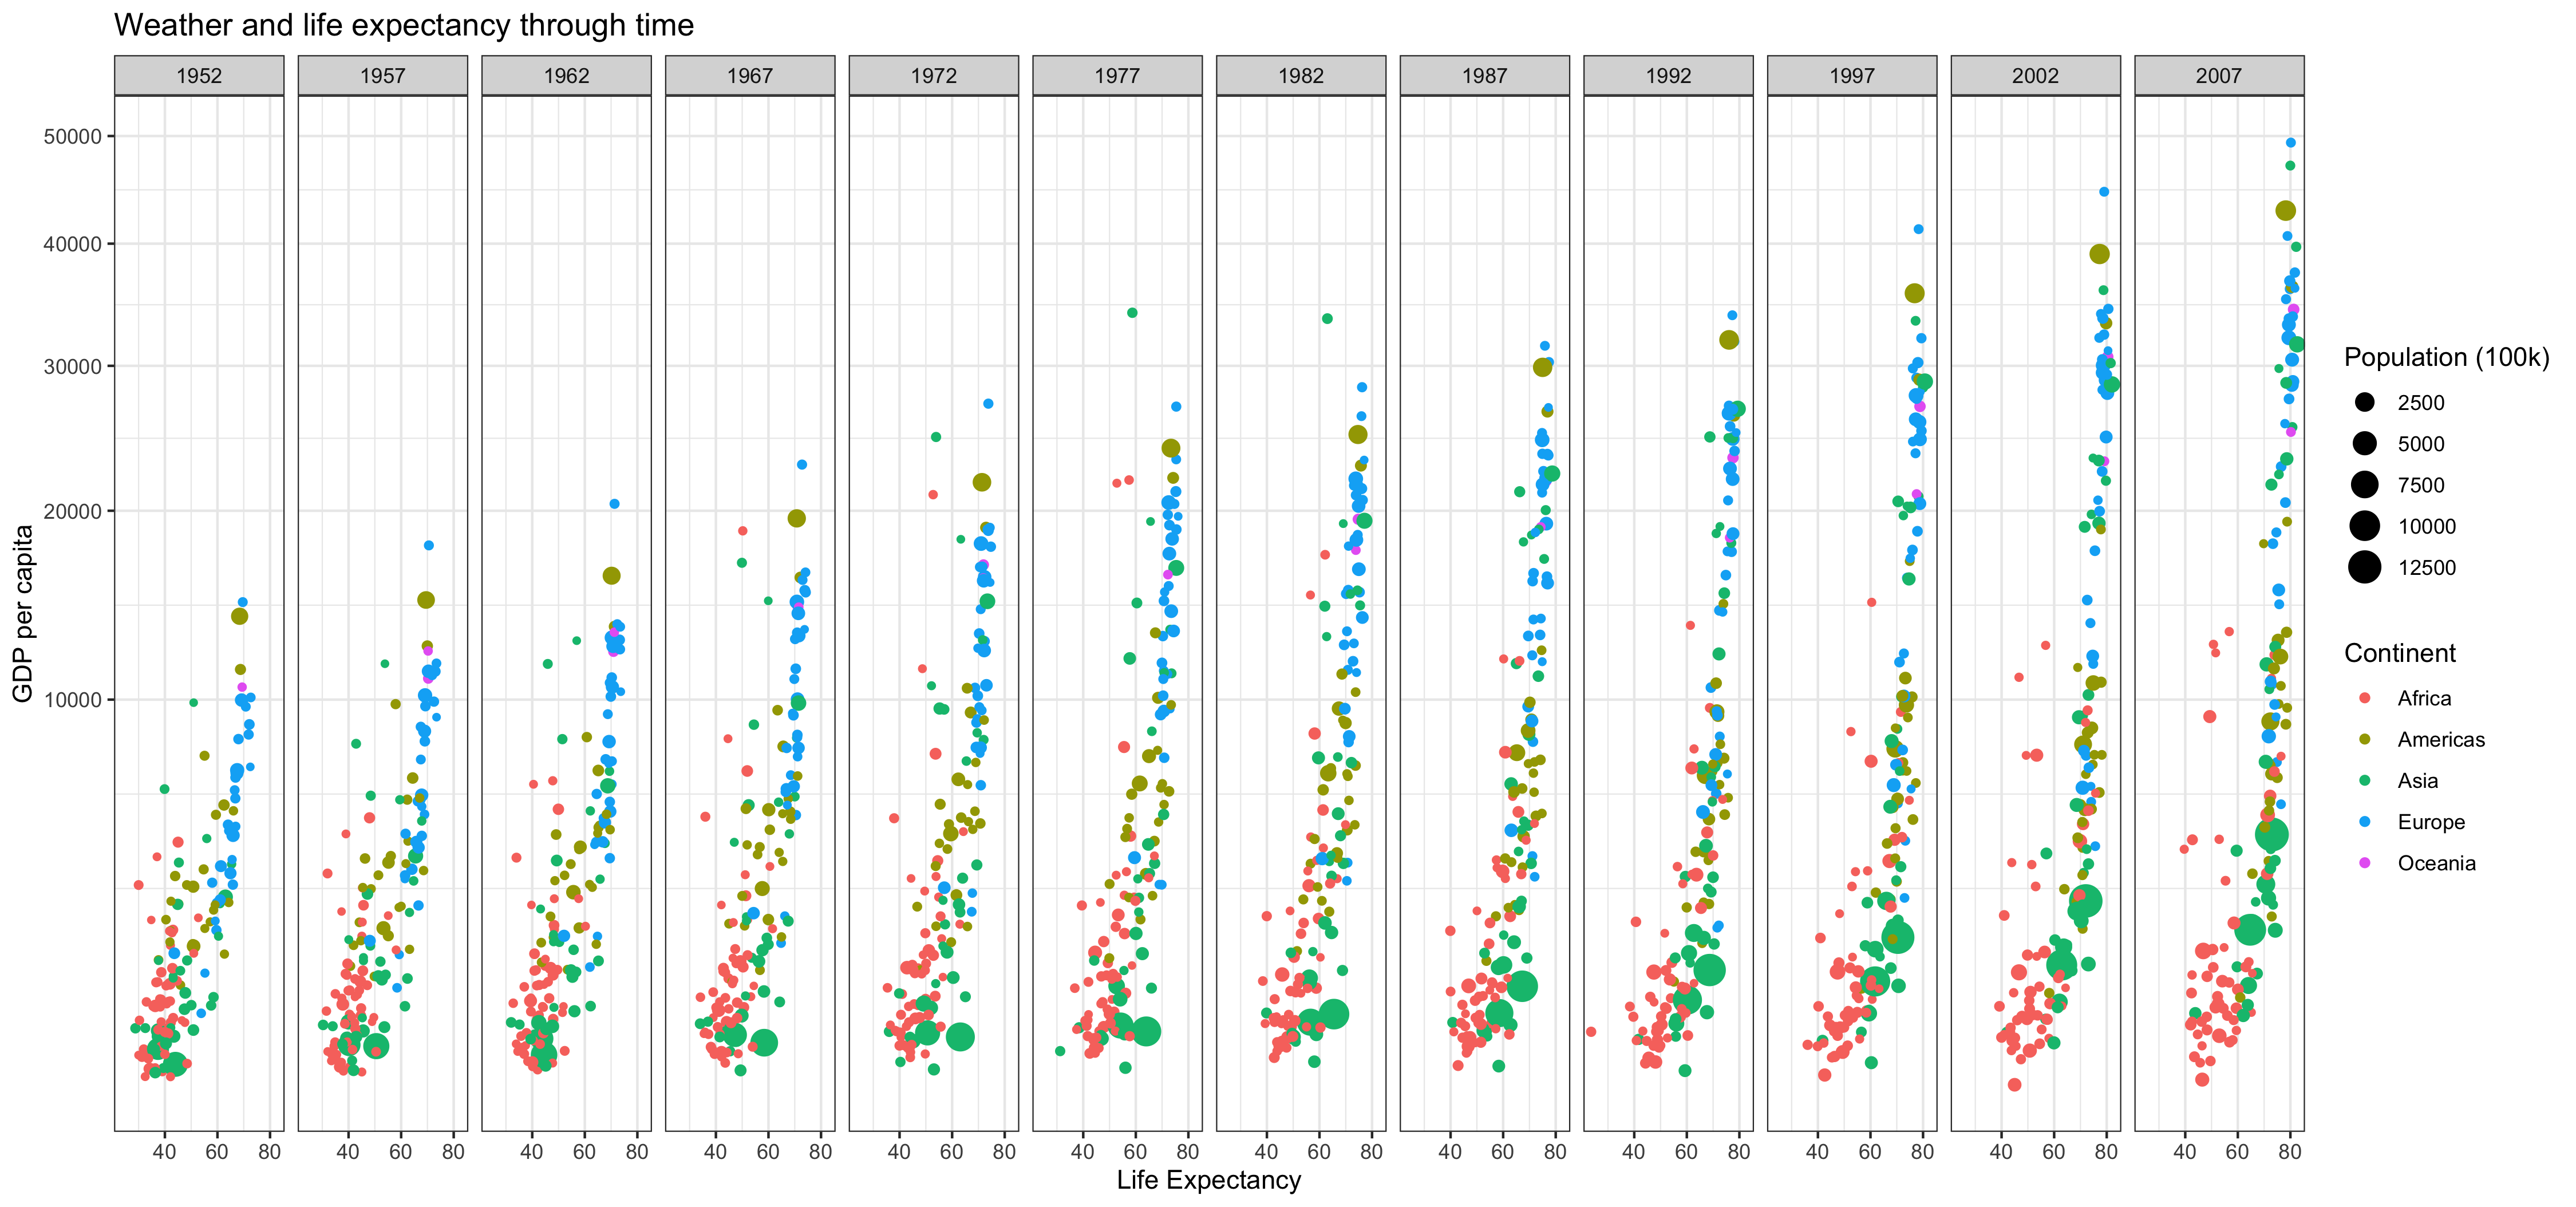 Weather and life expectancy through time
1952 1957 1962 1967 1972 1977 1982 1987 1992 1997 2002 2007
GDP per capita
50000
40000
30000
20000
10000
40 60 80 40 60 80 40 60 80 40 60 80 40 60 80 40 60 80 40 60 80 40 60 80 40 60 80 40 60 80 40 60 80 40 60 80
Life Expectancy
Population (100k)
2500
5000
7500
10000
12500
Continent
Africa
Americas
Asia
Europe
Oceania